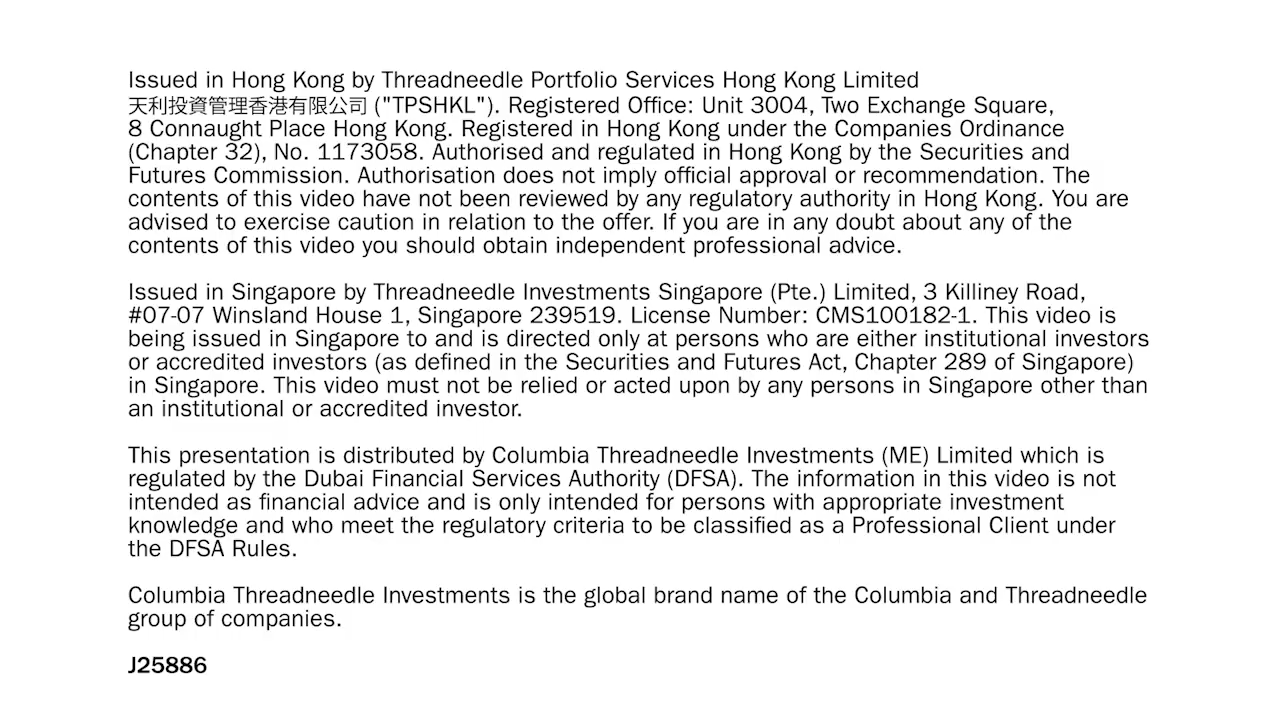 Issued in Hong Kong by Threadneedle Portfolio Services Hong Kong Limited
天利投資管理香港有限公司 ("TPSHKL"). Registered Office: Unit 3004, Two Exchange Square,
8 Connaught Place Hong Kong. Registered in Hong Kong under the Companies Ordinance
(Chapter 32), No. 1173058. Authorised and regulated in Hong Kong by the Securities and
Futures Commission. Authorisation does not imply official approval or recommendation. The
contents of this video have not been reviewed by any regulatory authority in Hong Kong. You are
advised to exercise caution in relation to the offer. If you are in any doubt about any of the
contents of this video you should obtain independent professional advice.
Issued in Singapore by Threadneedle Investments Singapore (Pte.) Limited, 3 Killiney Road,
#07-07 Winsland House 1, Singapore 239519. License Number: CMS100182-1. This video is
being issued in Singapore to and is directed only at persons who are either institutional investors
or accredited investors (as defined in the Securities and Futures Act, Chapter 289 of Singapore)
in Singapore. This video must not be relied or acted upon by any persons in Singapore other than
an institutional or accredited investor.
This presentation is distributed by Columbia Threadneedle Investments (ME) Limited which is
regulated by the Dubai Financial Services Authority (DFSA). The information in this video is not
intended as financial advice and is only intended for persons with appropriate investment
knowledge and who meet the regulatory criteria to be classified as a Professional Client under
the DFSA Rules.
Columbia Threadneedle Investments is the global brand name of the Columbia and Threadneedle
group of companies.
J25886